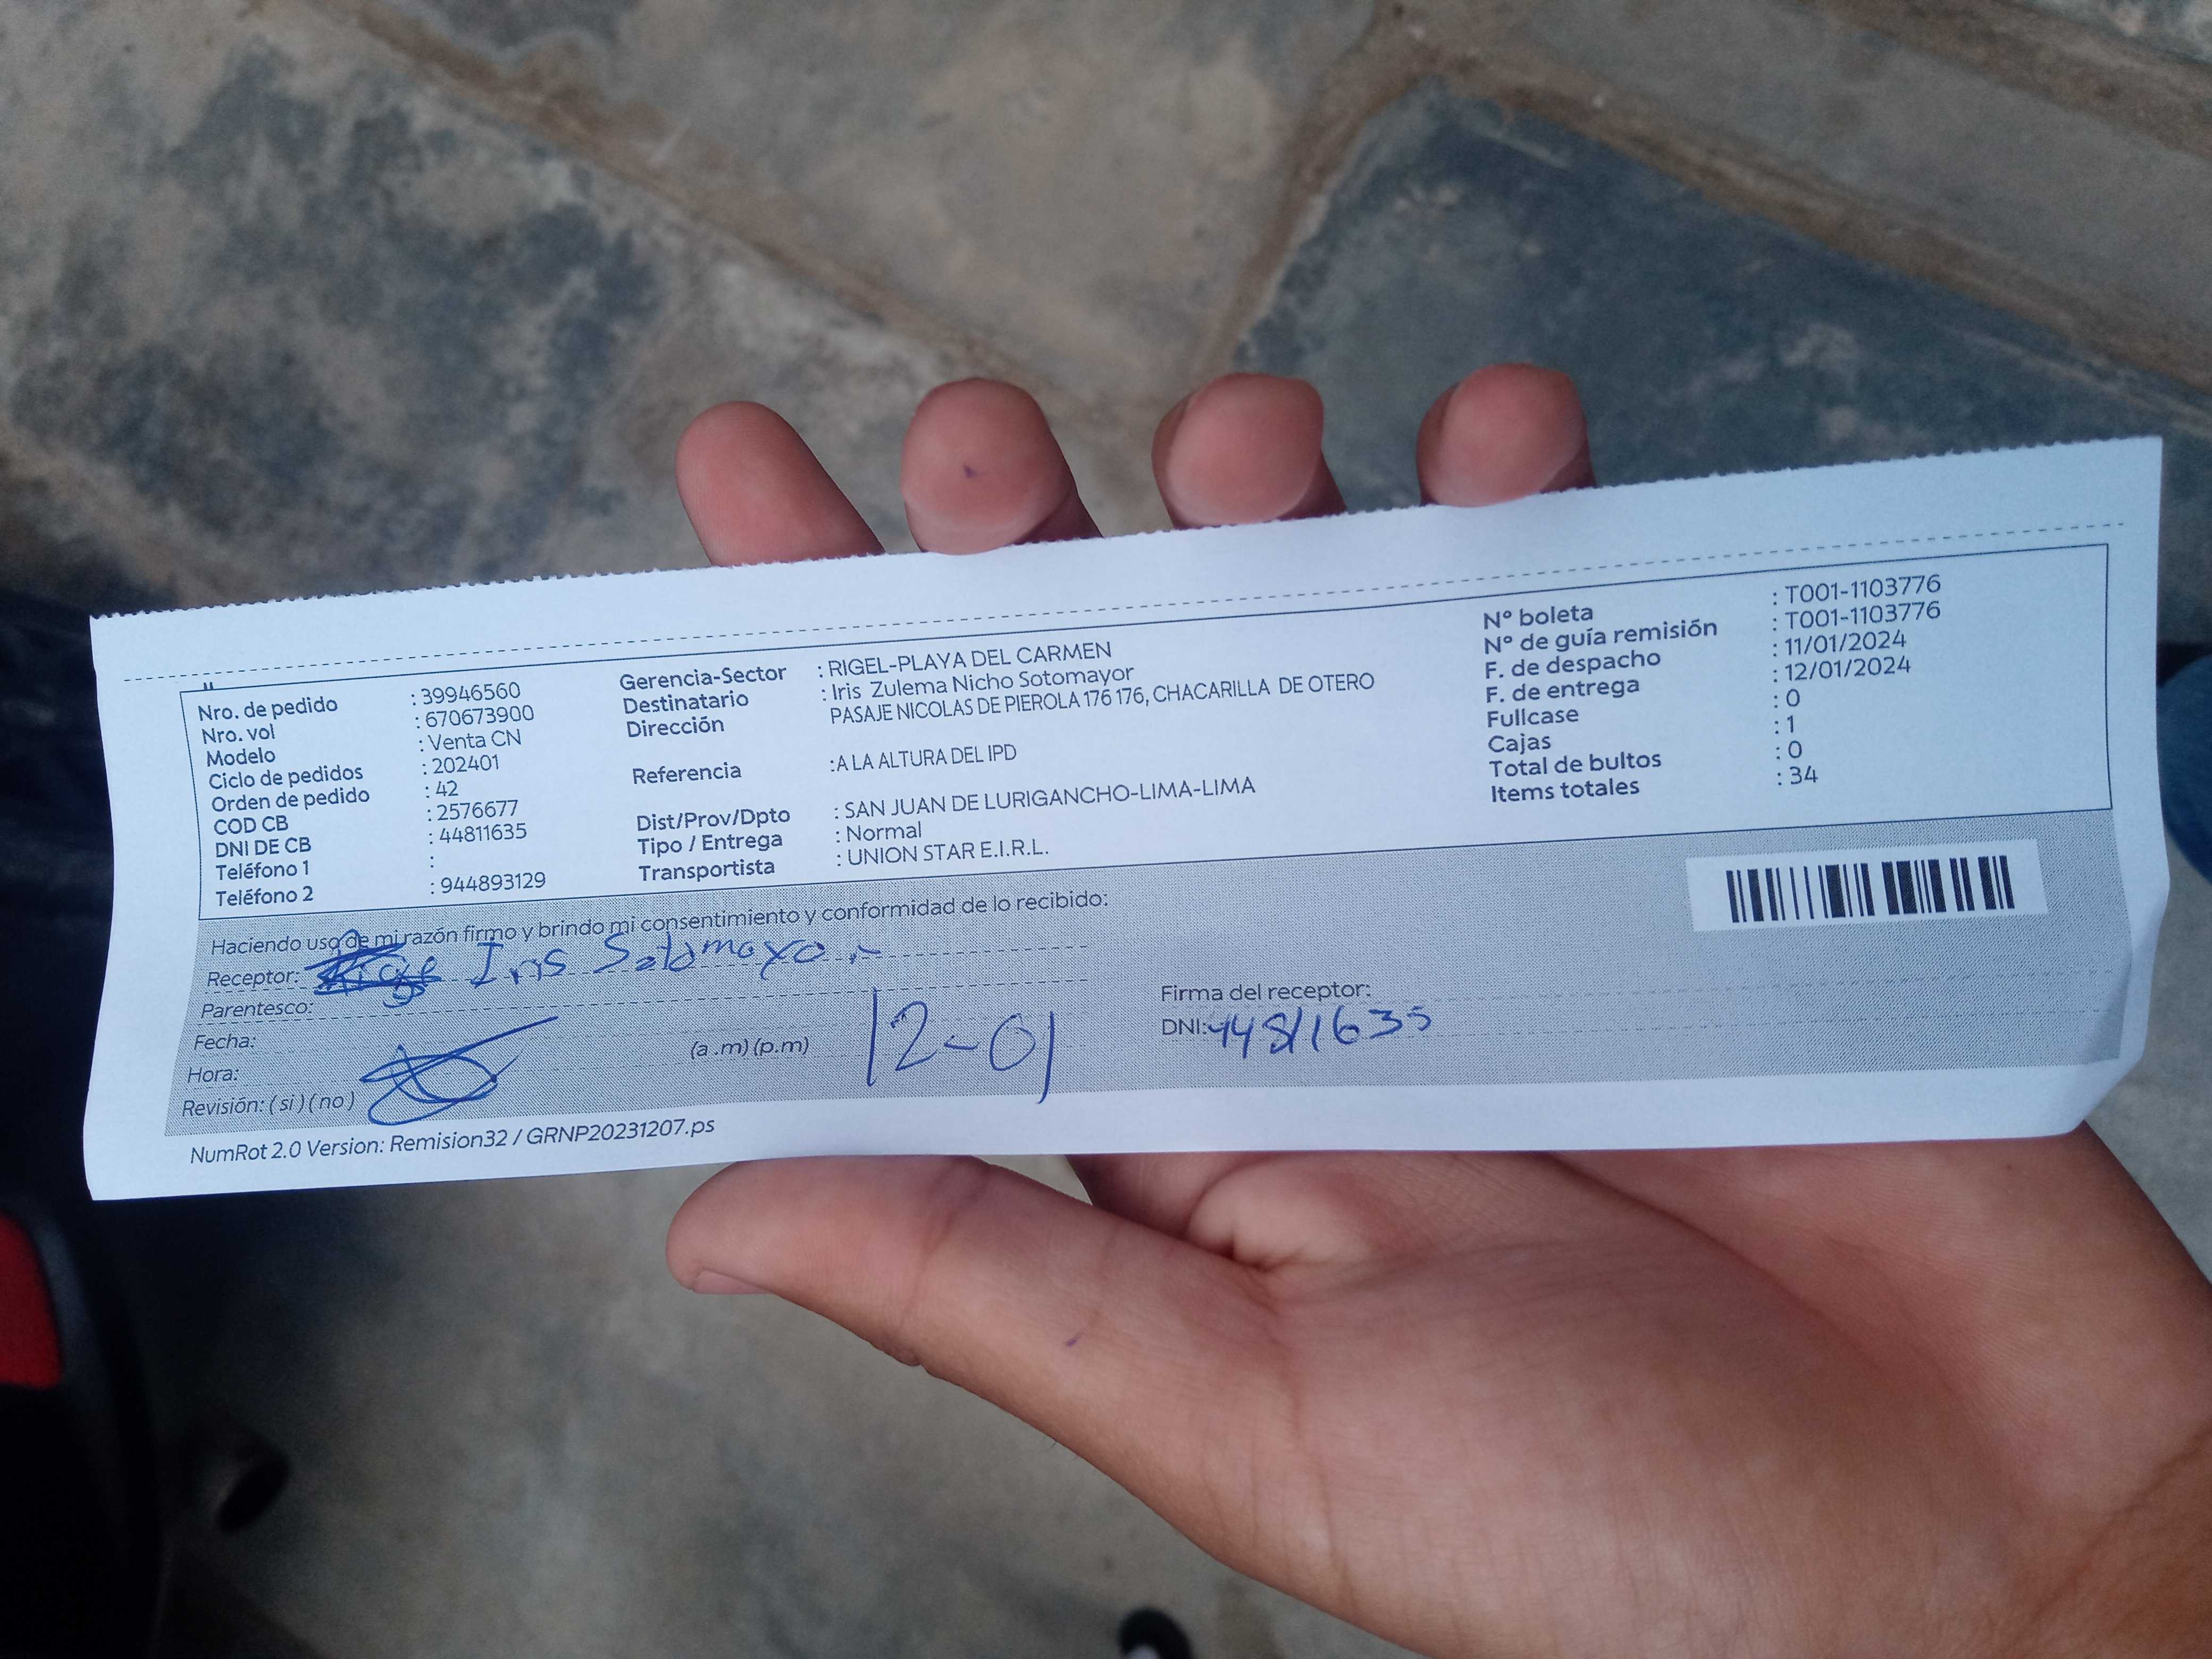 Nro. de pedido : 39946560
Nro. vol : 670673900
Modelo : Venta CN
Ciclo de pedidos : 202401
Orden de pedido : 42
COD CB : 2576677
DNI DE CB : 44811635
Teléfono 1 :
Teléfono 2 : 944893129
Gerencia-Sector : RIGEL-PLAYA DEL CARMEN
Destinatario : Iris Zulema Nicho Sotomayor
Dirección PASAJE NICOLAS DE PIEROLA 176 176, CHACARILLA DE OTERO
Referencia :A LA ALTURA DEL IPD
Dist/Prov/Dpto : SAN JUAN DE LURIGANCHO-LIMA-LIMA
Tipo / Entrega : Normal
Transportista : UNION STAR E.I.R.L.
Nº boleta : T001-1103776
Nº de guía remisión : T001-1103776
F. de despacho : 11/01/2024
F. de entrega : 12/01/2024
Fullcase : 0
Cajas : 1
Total de bultos : 0
Items totales : 34
Haciendo uso de mi razón firmo y brindo mi consentimiento y conformidad de lo recibido:
Receptor: Iris Sotomayo
Parentesco:
Fecha:
Hora: (a .m) (p.m) 12-01
Revisión: ( si ) ( no )
Firma del receptor:
DNI: 44811635
NumRot 2.0 Version: Remision32 / GRNP20231207.ps